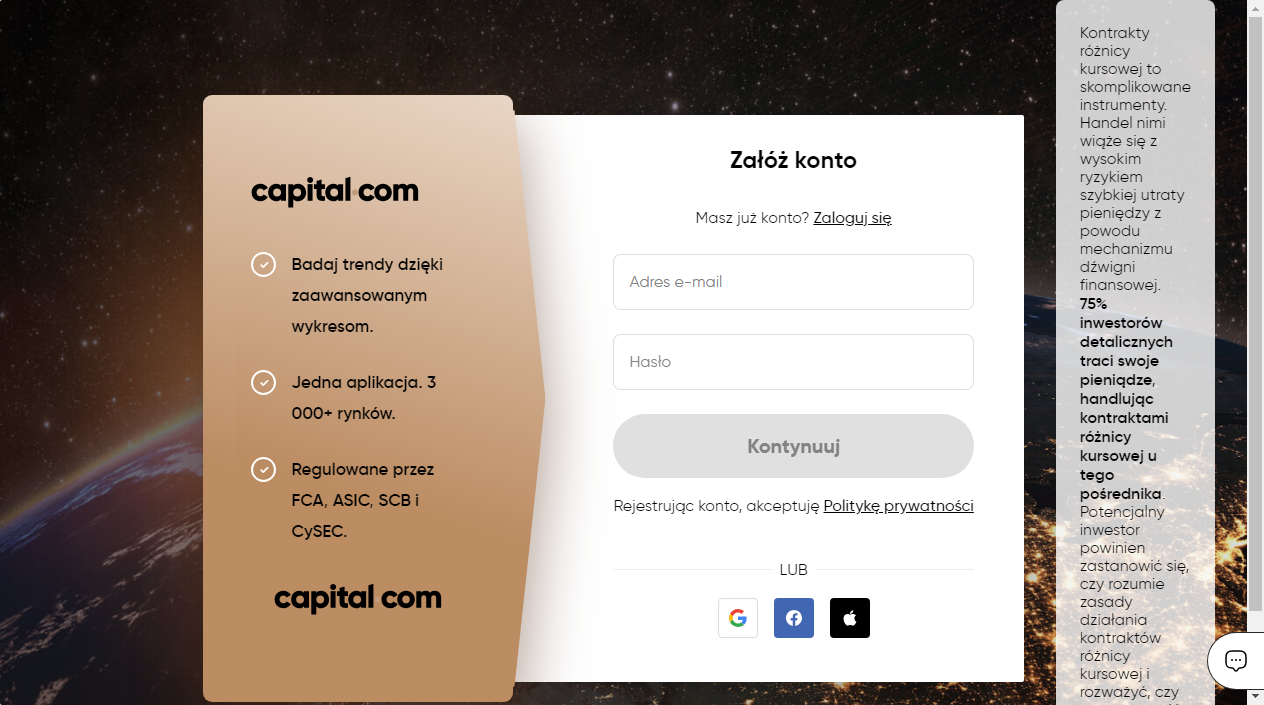 capital.com
Badaj trendy dzięki
zaawansowanym
wykresom.
Jedna aplikacja. 3
000+ rynków.
Regulowane przez
FCA, ASIC, SCB i
CySEC.
capital com
Załóż konto
Masz już konto? Zaloguj się
Adres e-mail
Hasło
Kontynuuj
Rejestrując konto, akceptuję Politykę prywatności
LUB
Kontrakty
różnicy
kursowej to
skomplikowane
instrumenty.
Handel nimi
wiąże się z
wysokim
ryzykiem
szybkiej utraty
pieniędzy z
powodu
mechanizmu
dźwigni
finansowej.
75%
inwestorów
detalicznych
traci swoje
pieniądze,
handlując
kontraktami
różnicy
kursowej u
tego
pośrednika.
Potencjalny
inwestor
powinien
zastanowić się,
czy rozumie
zasady
działania
kontraktów
różnicy
kursowej i
rozważyć, czy